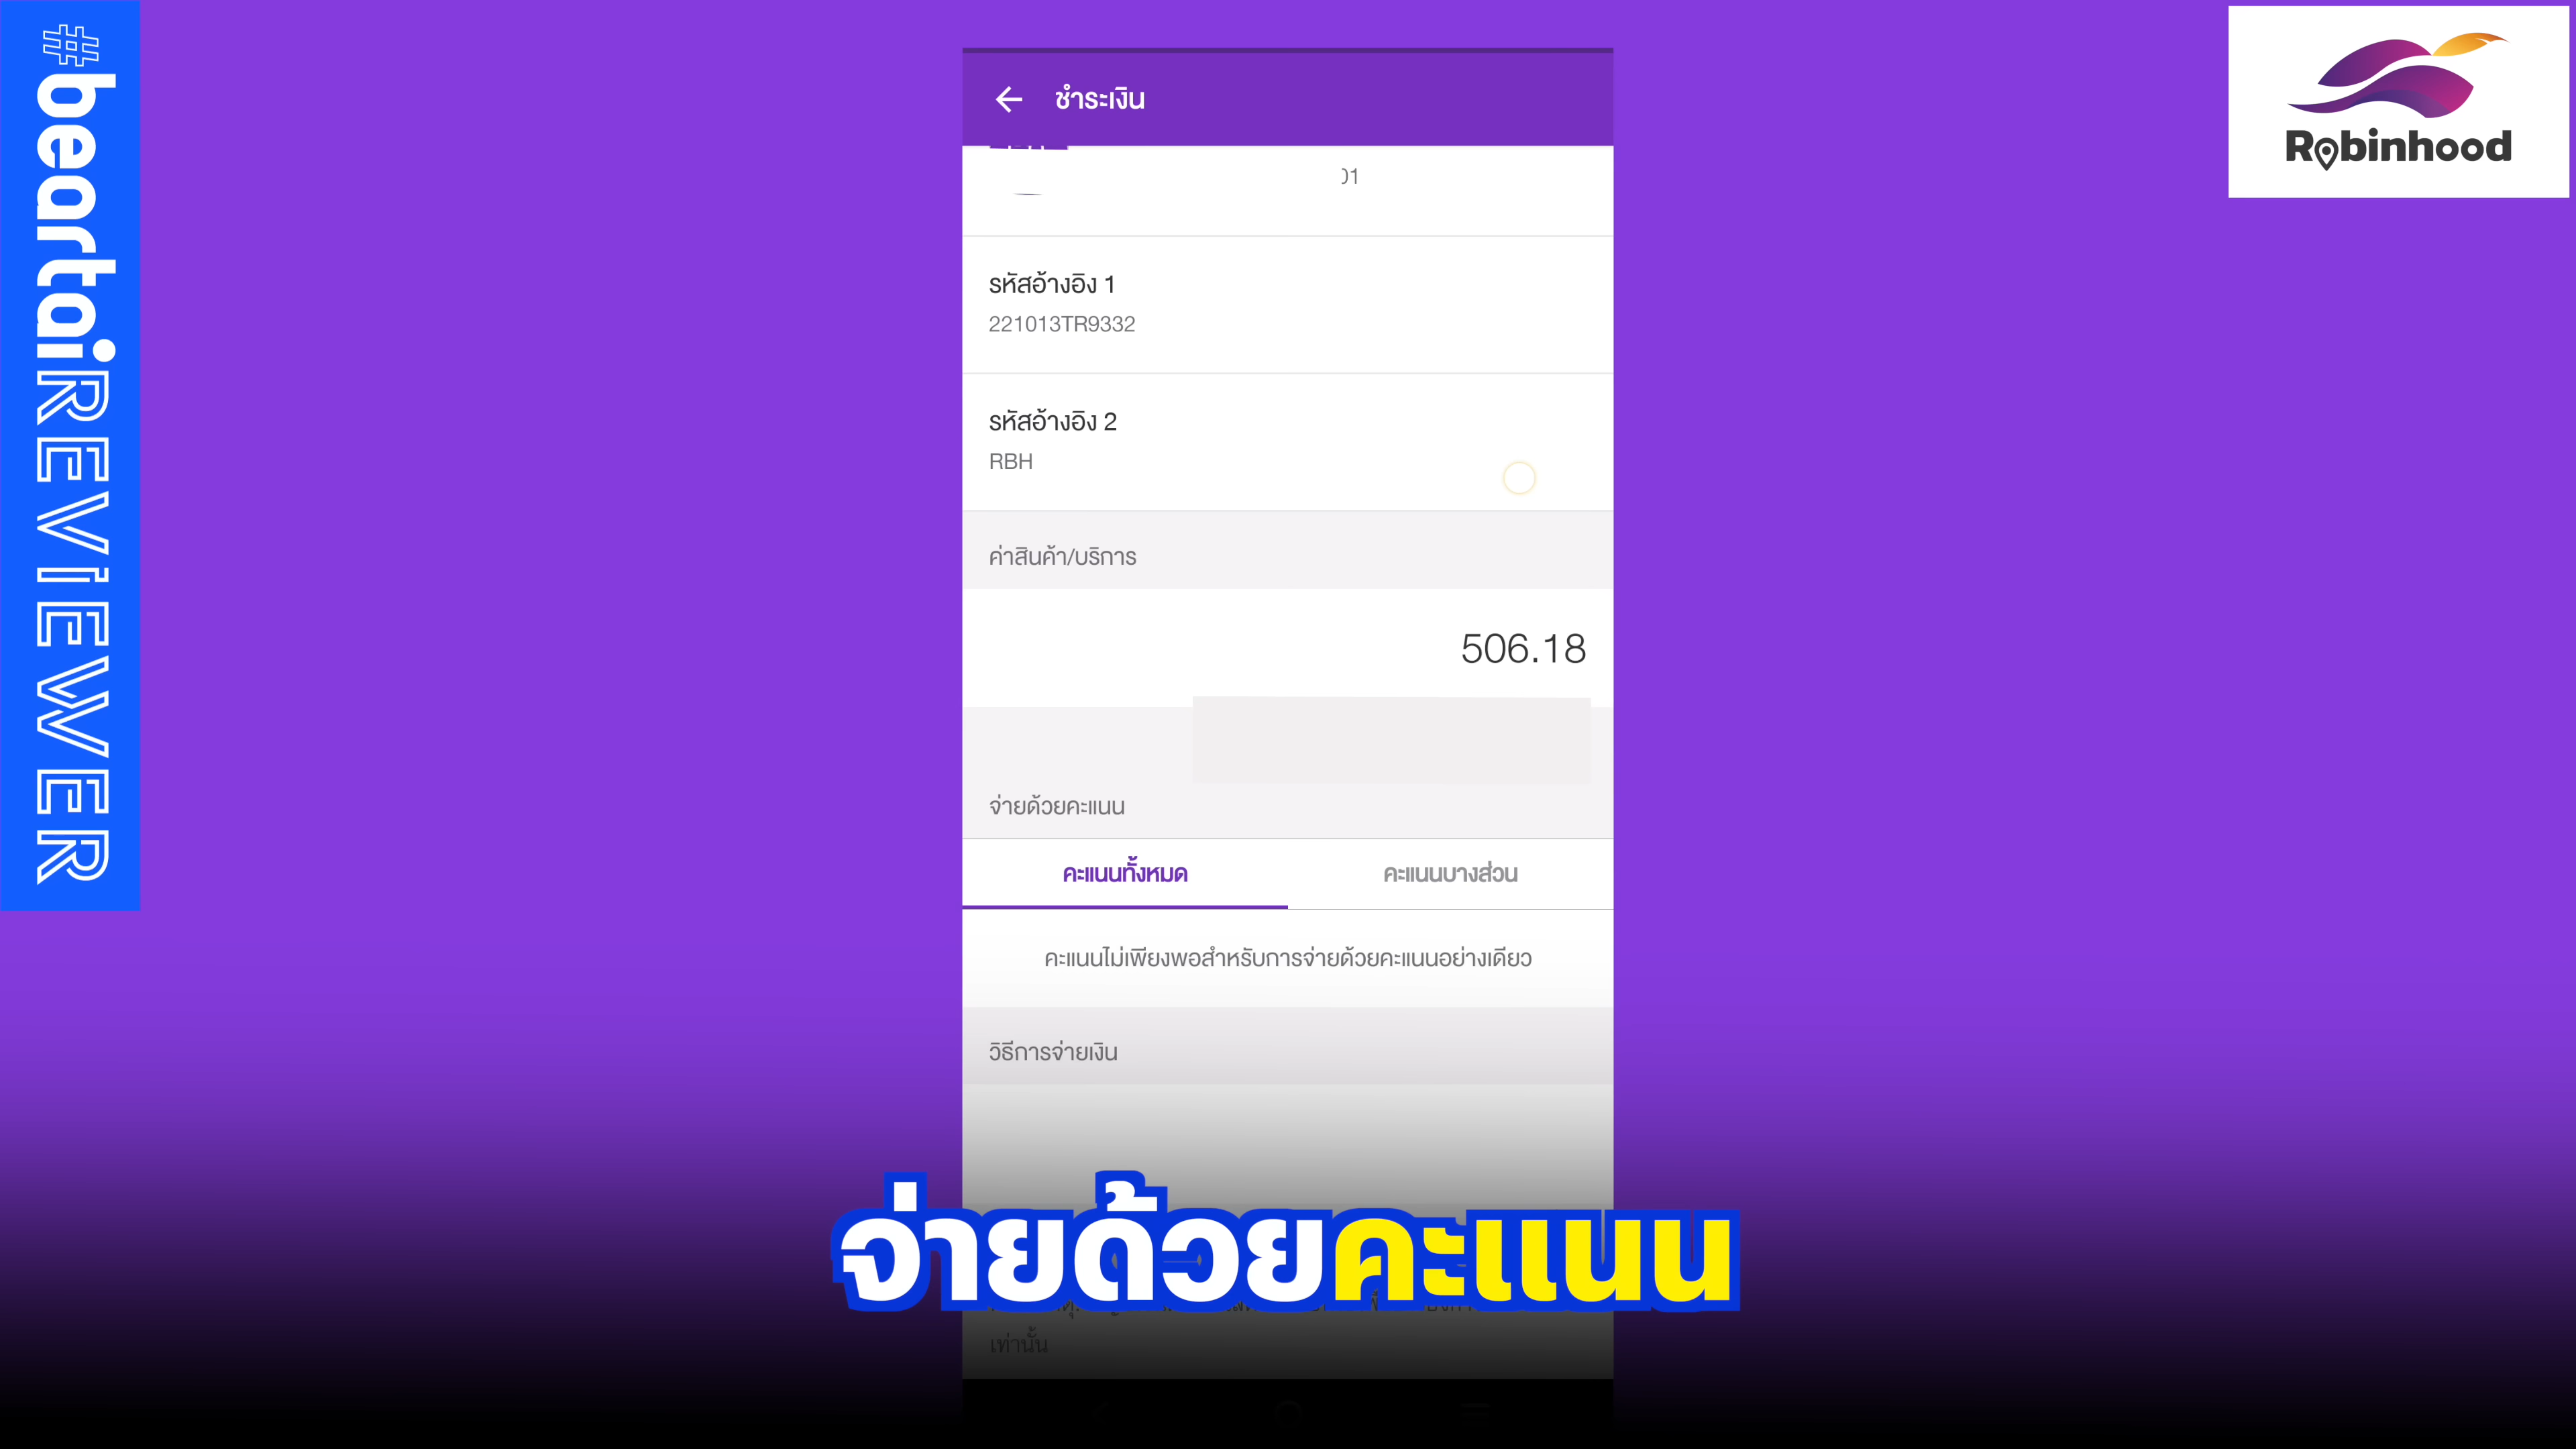 #beartai REVIEWER
Robinhood
ชำระเงิน
01
รหัสอ้างอิง 1
221013TR9332
รหัสอ้างอิง 2
RBH
ค่าสินค้า/บริการ
506.18
จ่ายด้วยคะแนน
คะแนนทั้งหมด
คะแนนบางส่วน
คะแนนไม่เพียงพอสำหรับการจ่ายด้วยคะแนนอย่างเดียว
วิธีการจ่ายเงิน
จ่ายด้วยคะแนน
เท่านั้น